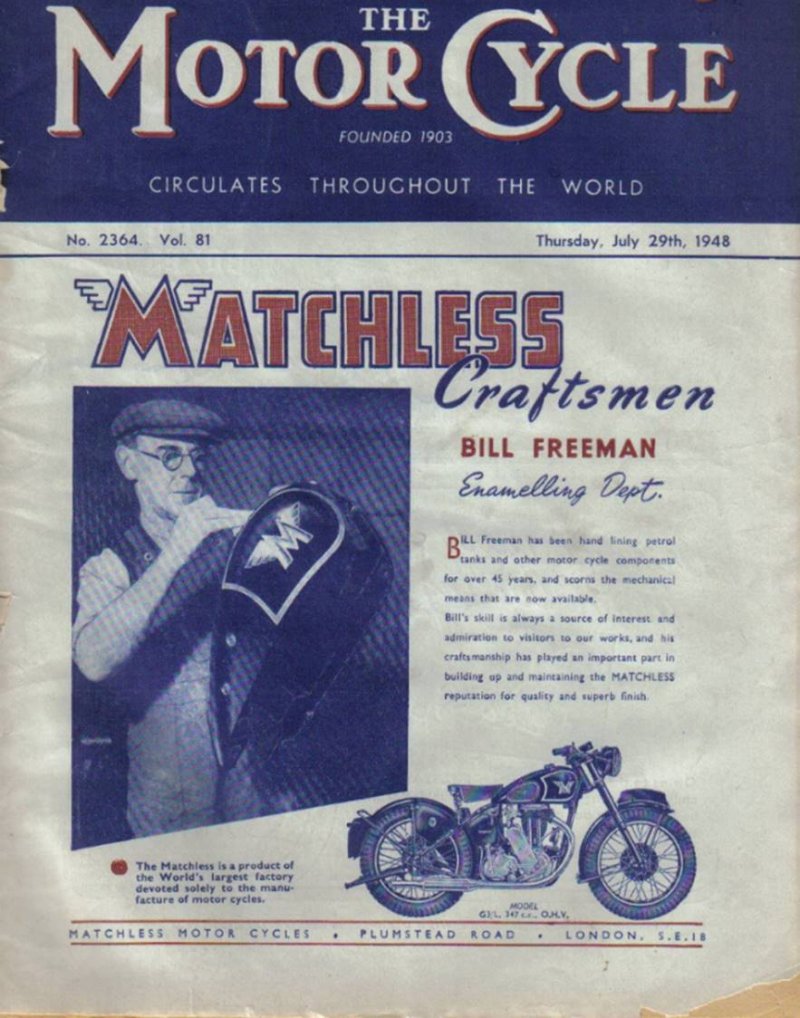 THE
MOTOR CYCLE
FOUNDED 1903
CIRCULATES THROUGHOUT THE WORLD
No. 2364. Vol. 81
Thursday, July 29th, 1948
MATCHLESS
Craftsmen
BILL FREEMAN
Enamelling Dept.
BILL Freeman has been hand lining petrol
tanks and other motor cycle components
for over 45 years, and scorns the mechanical
means that are now available.
Bill's skill is always a source of interest and
admiration to visitors to our works, and his
craftsmanship has played an important part in
building up and maintaining the MATCHLESS
reputation for quality and superb finish.
M
The Matchless is a product of
the World's largest factory
devoted solely to the manu-
facture of motor cycles.
MODEL
G3/L, 347 c.c., O.H.V.
MATCHLESS MOTOR CYCLES • PLUMSTEAD ROAD • LONDON, S.E.18